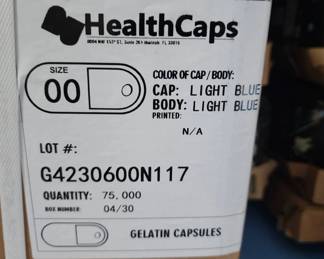 HealthCaps
SIZE
00
COLOR OF CAP/BODY:
CAP: LIGHT BLUE
BODY: LIGHT BLUE
PRINTED:
N/A
LOT #:
G4230600N117
QUANTITY: 75,000
BOX NUMBER: 04/30
GELATIN CAPSULES